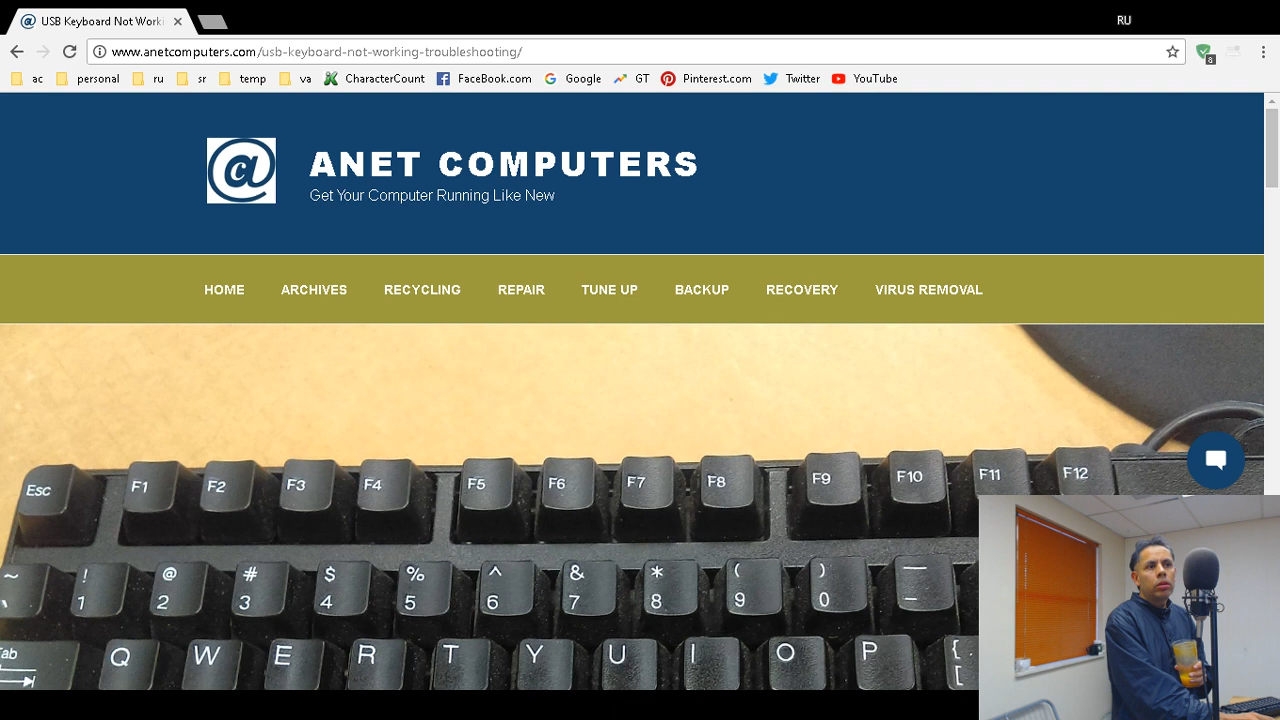 USB Keyboard Not Worki
RU
www.anetcomputers.com/usb-keyboard-not-working-troubleshooting/
8
ac personal ru sr temp va CharacterCount FaceBook.com Google GT Pinterest.com Twitter YouTube
@
ANET COMPUTERS
Get Your Computer Running Like New
HOME ARCHIVES RECYCLING REPAIR TUNE UP BACKUP RECOVERY VIRUS REMOVAL
Esc F1 F2 F3 F4 F5 F6 F7 F8 F9 F10 F11 F12
~ ! @ # $ % ^ & * ( ) —
1 2 3 4 5 6 7 8 9 0 –
Tab Q W E R T Y U I O P {
[